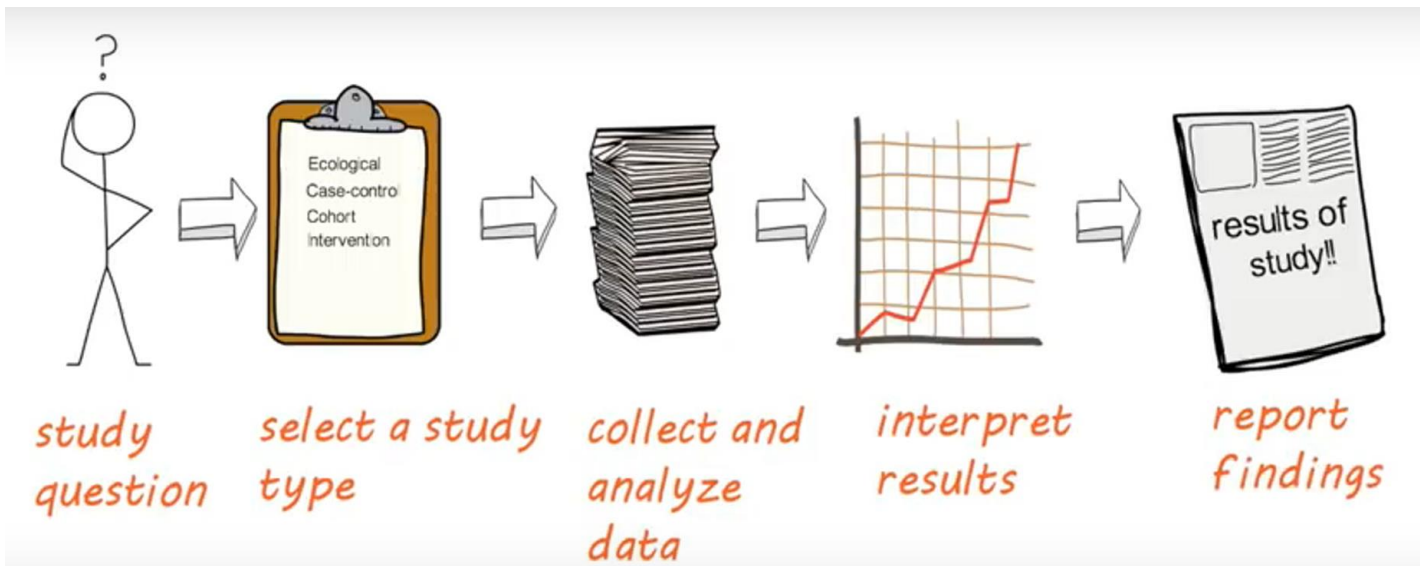 ?
Ecological
Case-control
Cohort
Intervention
results of
study!!
study
question
select a study
type
collect and
analyze
data
interpret
results
report
findings